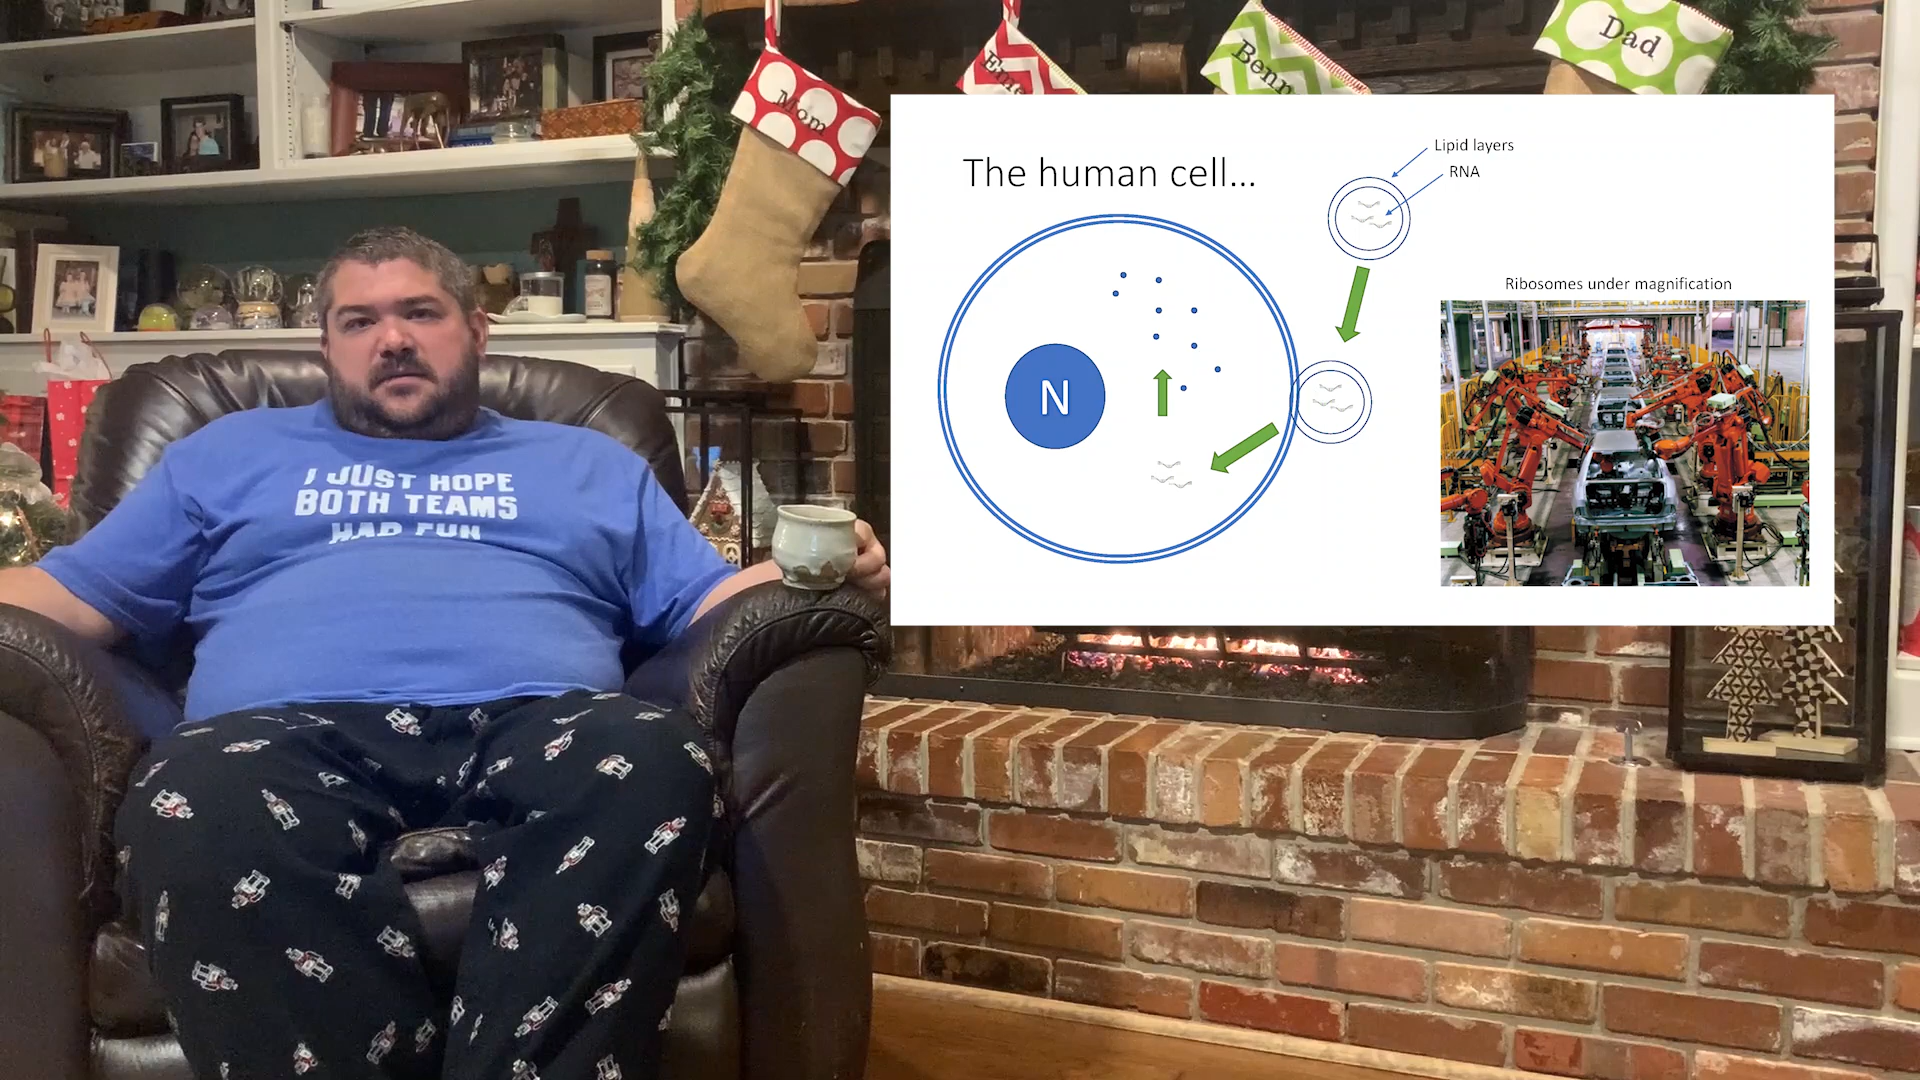 Mom
Benn
Dad
I JUST HOPE
BOTH TEAMS
HAD FUN
The human cell...
Lipid layers
RNA
N
Ribosomes under magnification